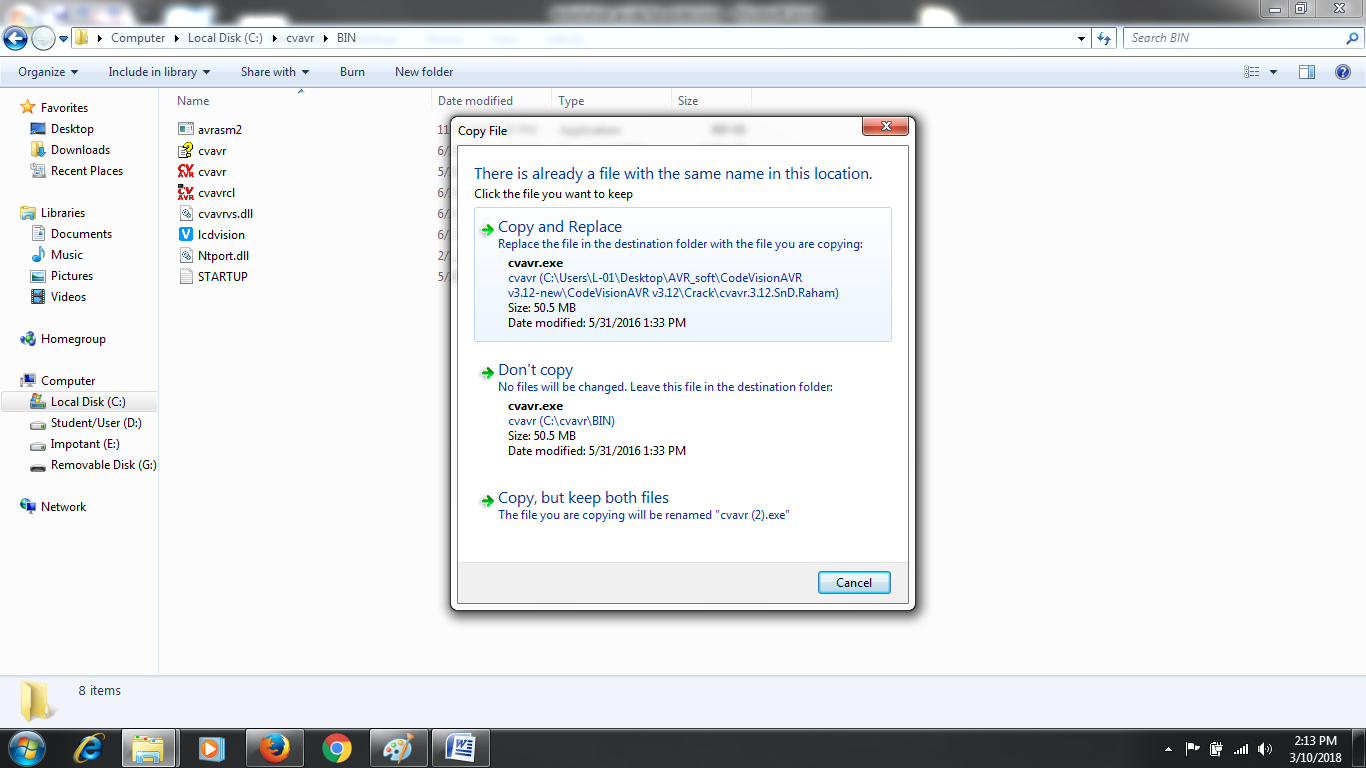 Computer Local Disk (C:) cvavr BIN
Search BIN
Organize Include in library Share with Burn New folder
Favorites
Desktop
Downloads
Recent Places
Libraries
Documents
Music
Pictures
Videos
Homegroup
Computer
Local Disk (C:)
Student/User (D:)
Impotant (E:)
Removable Disk (G:)
Network
Name Date modified Type Size
avrasm2 11
cvavr 6/
cvavr 5/
cvavrcl 6/
cvavrvs.dll 6/
lcdvision 6/
Ntport.dll 2/
STARTUP 5/
Copy File
There is already a file with the same name in this location.
Click the file you want to keep
Copy and Replace
Replace the file in the destination folder with the file you are copying:
cvavr.exe
cvavr (C:\Users\L-01\Desktop\AVR_soft\CodeVisionAVR
v3.12-new\CodeVisionAVR v3.12\Crack\cvavr.3.12.SnD.Raham)
Size: 50.5 MB
Date modified: 5/31/2016 1:33 PM
Don't copy
No files will be changed. Leave this file in the destination folder:
cvavr.exe
cvavr (C:\cvavr\BIN)
Size: 50.5 MB
Date modified: 5/31/2016 1:33 PM
Copy, but keep both files
The file you are copying will be renamed "cvavr (2).exe"
Cancel
8 items
2:13 PM
3/10/2018